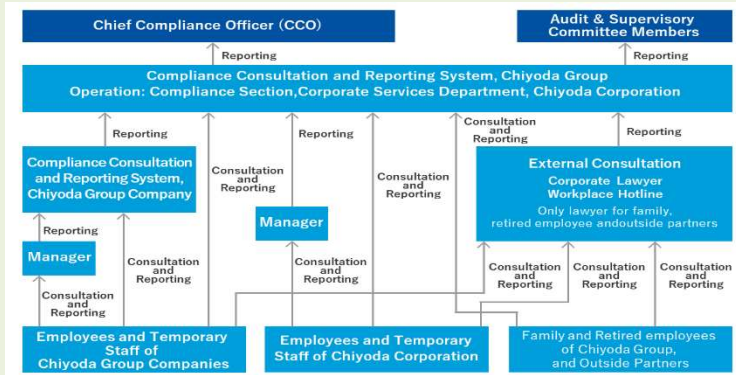 Chief Compliance Officer (CCO)
Audit & Supervisory
Committee Members
Reporting
Reporting
Compliance Consultation and Reporting System, Chiyoda Group
Operation: Compliance Section,Corporate Services Department, Chiyoda Corporation
Reporting
Reporting
Consultation
and
Reporting
Reporting
Compliance Consultation
and Reporting System,
Chiyoda Group Company
Consultation
and
Reporting
Consultation
and
Reporting
External Consultation
Corporate Lawyer
Workplace Hotline
Only lawyer for family,
retired employee andoutside partners
Reporting
Manager
Manager
Consultation
and
Reporting
Consultation
and
Reporting
Consultation
and
Reporting
Consultation
and
Reporting
Consultation
and
Reporting
Consultation
and
Reporting
Consultation
and
Reporting
Employees and Temporary
Staff of
Chiyoda Group Companies
Employees and Temporary
Staff of Chiyoda Corporation
Family and Retired employees
of Chiyoda Group,
and Outside Partners